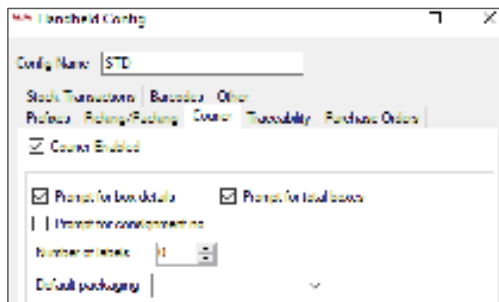 Handheld Config
Config Name STD
Stock Transactions Barcodes Other
Prefixes Picking/Packing Courier Traceability Purchase Orders
Courier Enabled
Prompt for box details Prompt for total boxes
Prompt for consignment no
Number of labels 0
Default packaging